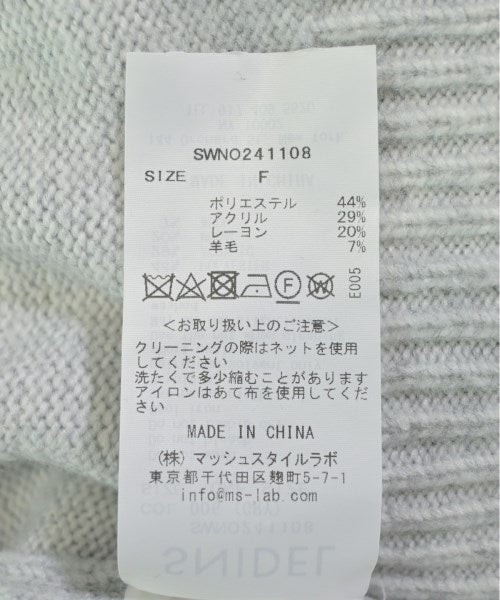 SWNO241108
SIZE F
ポリエステル 44%
アクリル 29%
レーヨン 20%
羊毛 7%
E005
<お取り扱い上のご注意>
クリーニングの際はネットを使用
してください
洗たくで多少縮むことがあります
アイロンはあて布を使用してくだ
さい
MADE IN CHINA
(株) マッシュスタイルラボ
東京都千代田区麹町5-7-1
info@ms-lab.com
COL 006 (GRY)
SWNO241108
SNIDEL